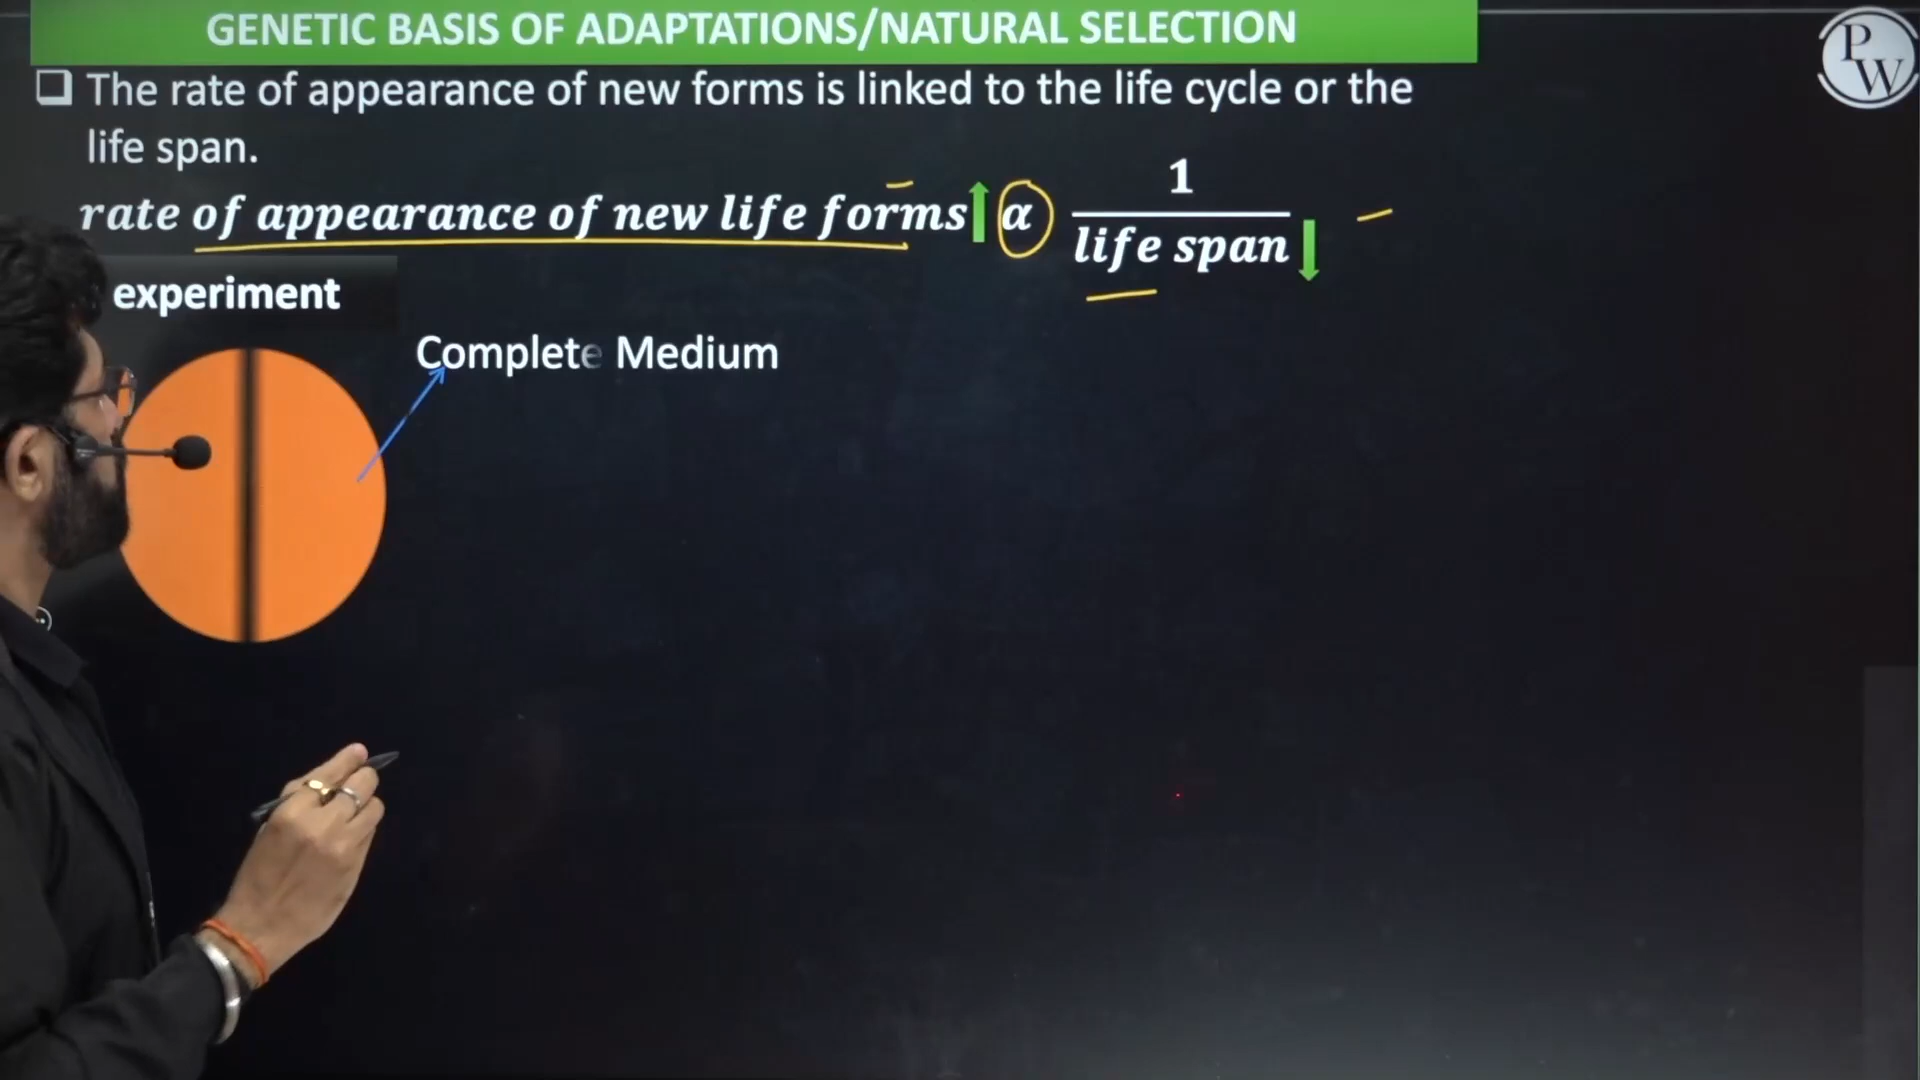 GENETIC BASIS OF ADAPTATIONS/NATURAL SELECTION
PW
❑ The rate of appearance of new forms is linked to the life cycle or the
life span.
rate of appearance of new life forms ↑ α 1/life span ↓
experiment
Complete Medium